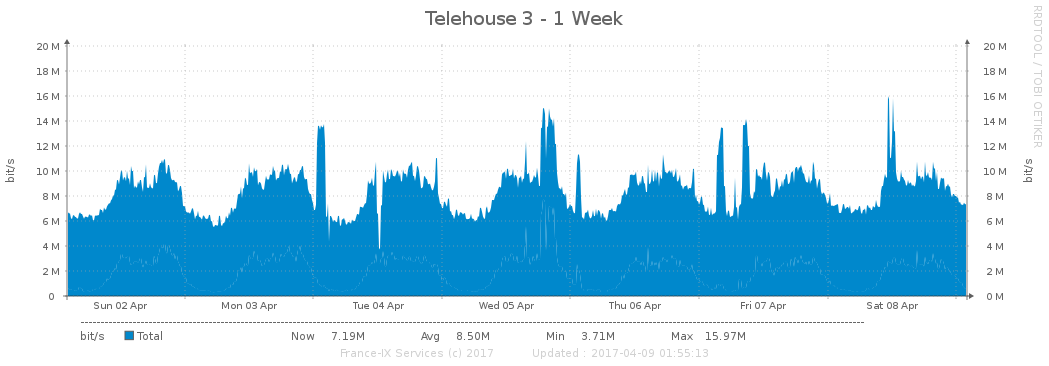 Telehouse 3 - 1 Week
RRDTOOL / TOBI OETIKER
20 M 20 M
18 M 18 M
16 M 16 M
14 M 14 M
12 M 12 M
10 M 10 M
8 M 8 M
6 M 6 M
4 M 4 M
2 M 2 M
0 0 M
bit/s
bit/s
Sun 02 Apr Mon 03 Apr Tue 04 Apr Wed 05 Apr Thu 06 Apr Fri 07 Apr Sat 08 Apr
bit/s Total Now 7.19M Avg 8.50M Min 3.71M Max 15.97M
France-IX Services (c) 2017 Updated : 2017-04-09 01:55:13